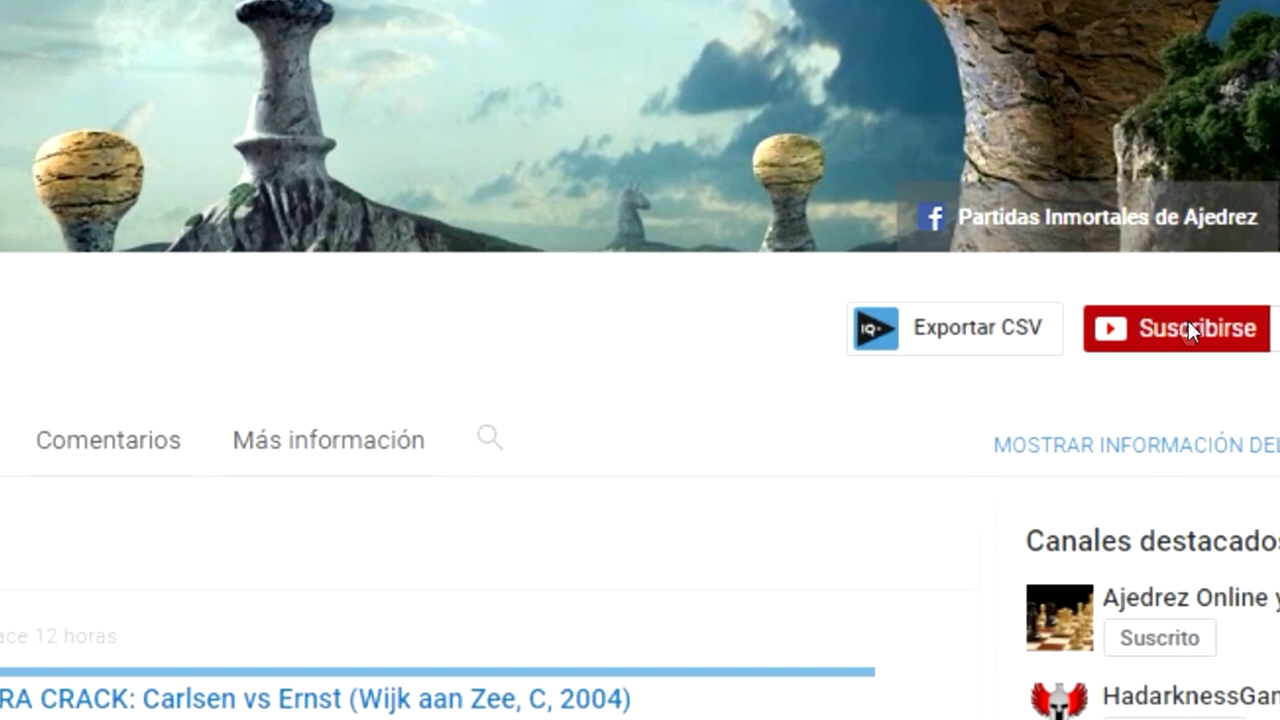 Partidas Inmortales de Ajedrez
IQ
Exportar CSV
Suscribirse
Comentarios
Más información
MOSTRAR INFORMACIÓN DEL
Canales destacados
Ajedrez Online y
Suscrito
ace 12 horas
RA CRACK: Carlsen vs Ernst (Wijk aan Zee, C, 2004)
HadarknessGam